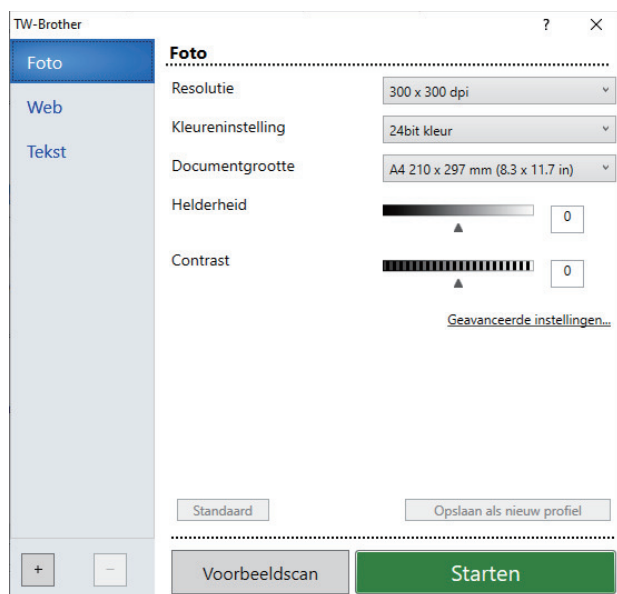 TW-Brother ? ×
Foto
Web
Tekst
Foto
Resolutie 300 x 300 dpi
Kleureninstelling 24bit kleur
Documentgrootte A4 210 x 297 mm (8.3 x 11.7 in)
Helderheid 0
Contrast 0
Geavanceerde instellingen...
Standaard Opslaan als nieuw profiel
+ − Voorbeeldscan Starten